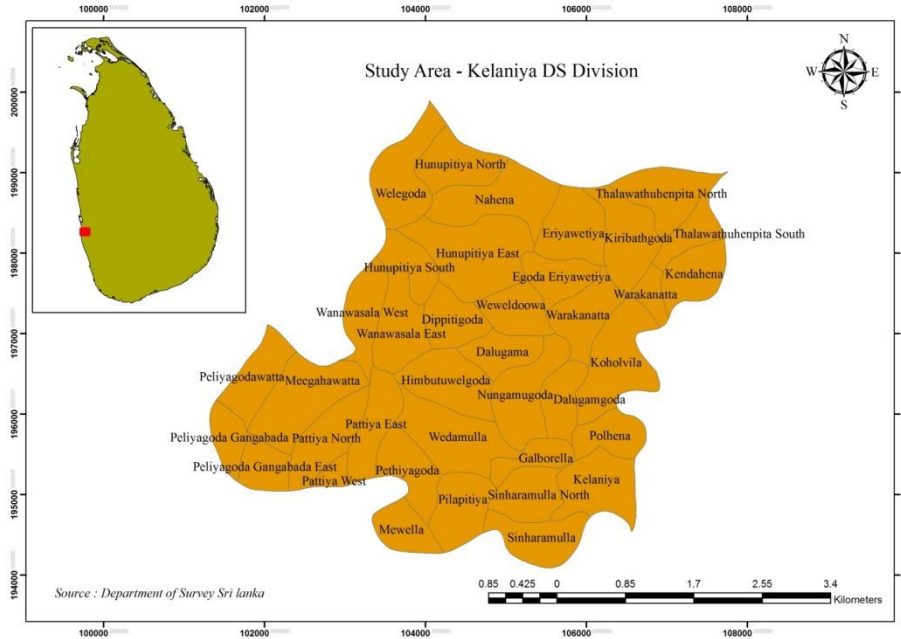 100000 102000 104000 106000 108000
Study Area - Kelaniya DS Division
N
W E
S
200000
199000
198000
197000
196000
195000
194000
Hunupitiya North
Welegoda
Nahena
Thalawathuhenpita North
Eriyawetiya
Kiribathgoda
Thalawathuhenpita South
Hunupitiya East
Hunupitiya South
Egoda Eriyawetiya
Kendahena
Warakanatta
Weweldoowa
Wanawasala West
Dippitigoda
Warakanatta
Wanawasala East
Dalugama
Koholvila
Peliyagodawatta
Meegahawatta
Himbutuwelgoda
Nungamugoda
Dalugamgoda
Pattiya East
Peliyagoda Gangabada
Pattiya North
Wedamulla
Polhena
Galborella
Peliyagoda Gangabada East
Pethiyagoda
Pattiya West
Kelaniya
Pilapitiya
Sinharamulla North
Mewella
Sinharamulla
Source : Department of Survey Sri lanka
0.85 0.425 0 0.85 1.7 2.55 3.4
Kilometers
100000 102000 104000 106000 108000